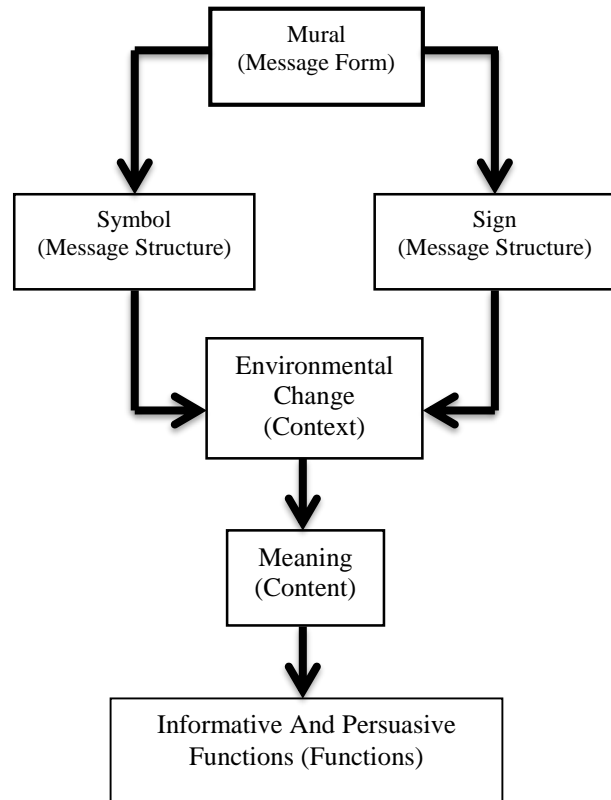 Mural
(Message Form)
Symbol
(Message Structure)
Sign
(Message Structure)
Environmental
Change
(Context)
Meaning
(Content)
Informative And Persuasive
Functions (Functions)